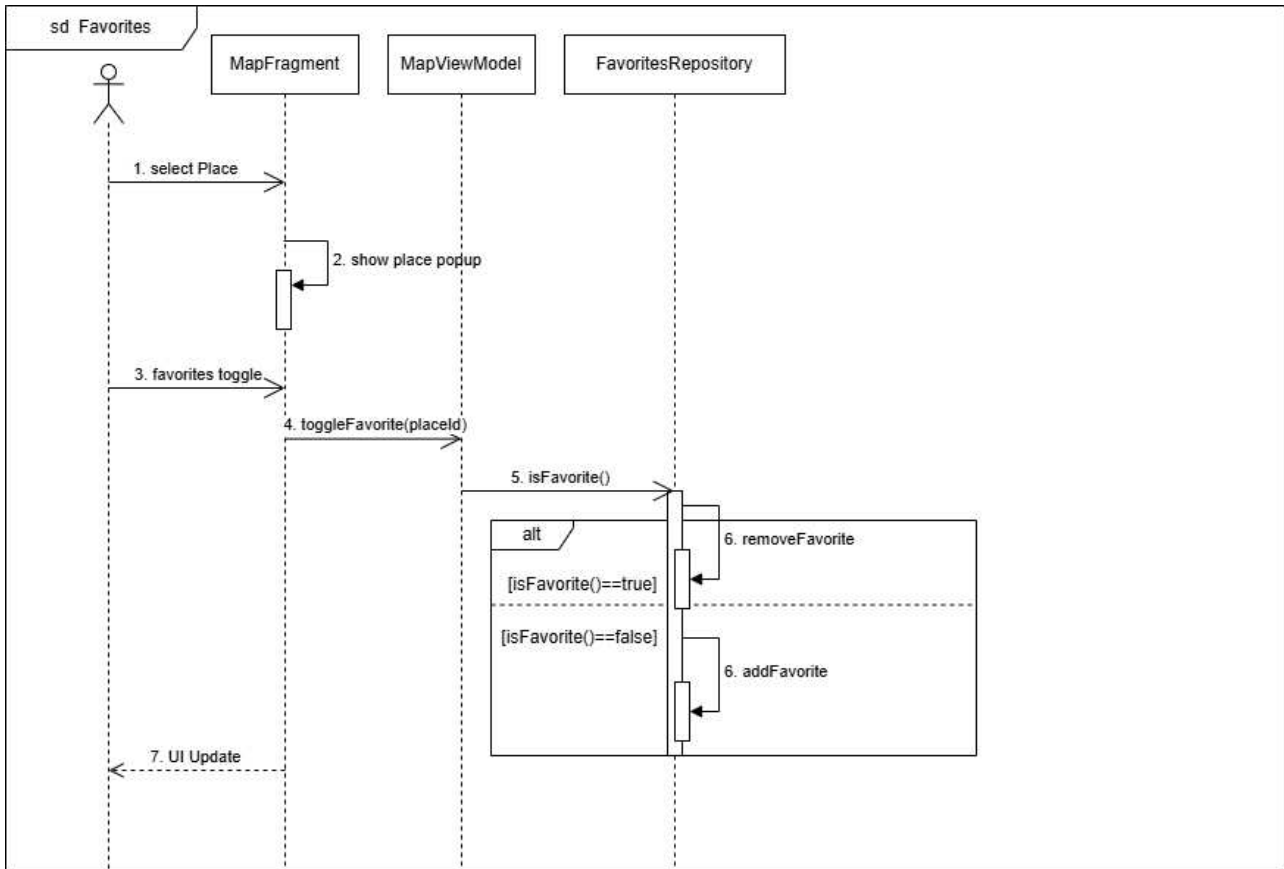 sd Favorites
MapFragment
MapViewModel
FavoritesRepository
1. select Place
2. show place popup
3. favorites toggle
4. toggleFavorite(placeId)
5. isFavorite()
alt
6. removeFavorite
[isFavorite()==true]
[isFavorite()==false]
6. addFavorite
7. UI Update